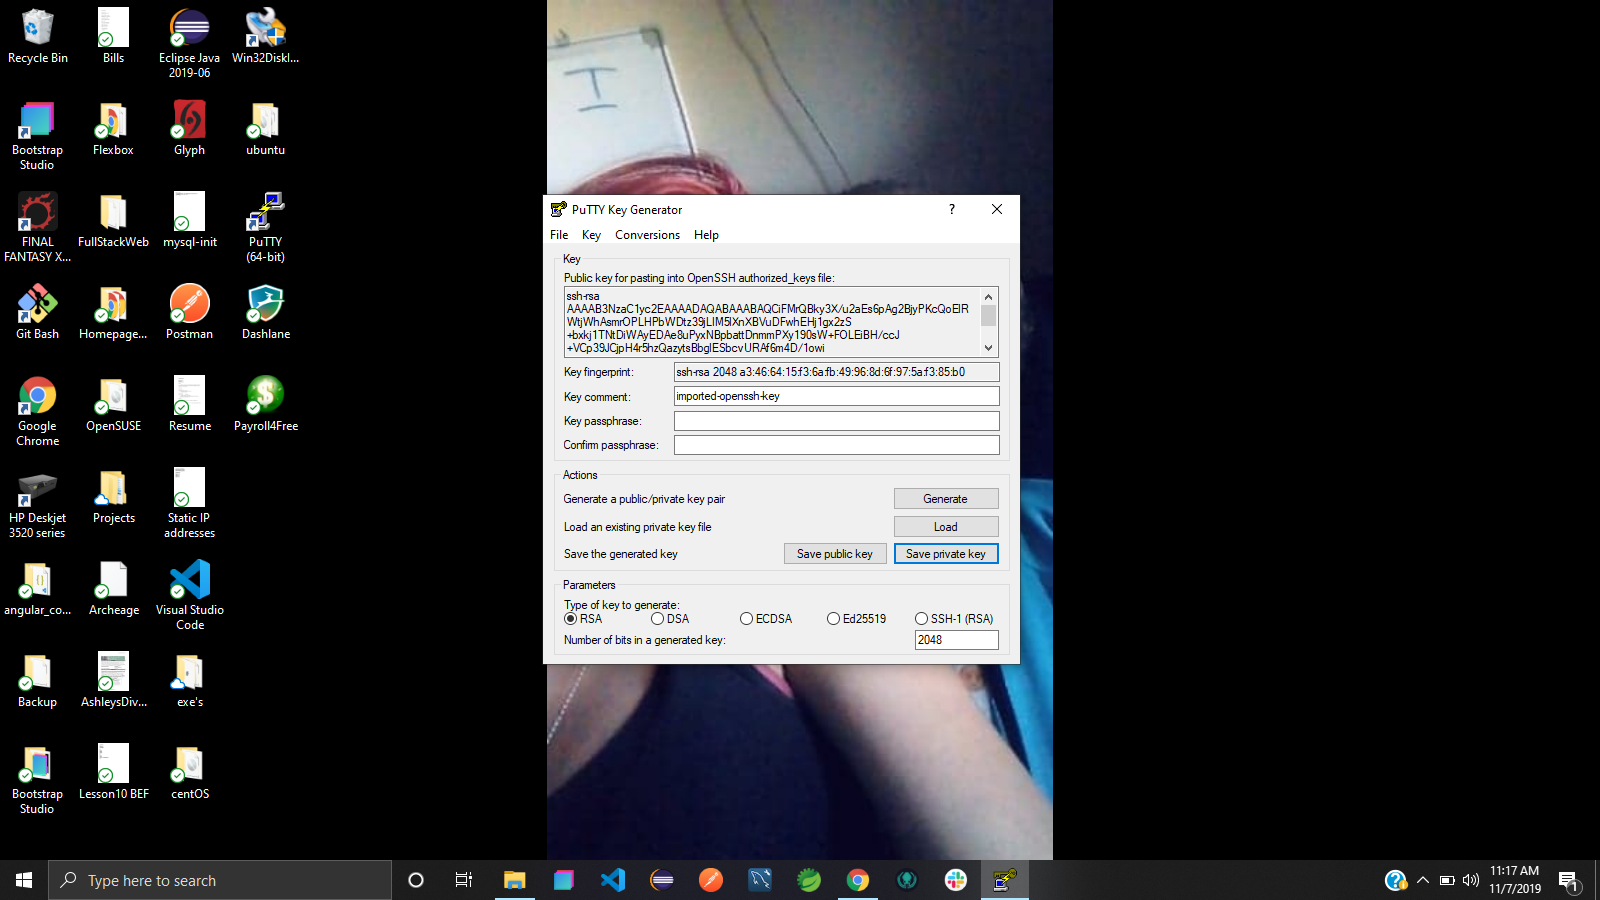 Recycle Bin
Bills
Eclipse Java
2019-06
Win32DiskI...
Bootstrap
Studio
Flexbox
Glyph
ubuntu
FINAL
FANTASY X...
FullStackWeb
mysql-init
PuTTY
(64-bit)
Git Bash
Homepage...
Postman
Dashlane
Google
Chrome
OpenSUSE
Resume
Payroll4Free
HP Deskjet
3520 series
Projects
Static IP
addresses
angular_co...
Archeage
Visual Studio
Code
Backup
AshleysDiv...
exe's
Bootstrap
Studio
Lesson10 BEF
centOS
I
PuTTY Key Generator
?
File Key Conversions Help
Key
Public key for pasting into OpenSSH authorized_keys file:
ssh-rsa
AAAAB3NzaC1yc2EAAAADAQABAAABAQCiFMrQBky3X/u2aEs6pAg2BjyPKcQoEIR
WtjWhAsmrOPLHPbWDtz39jLIM5IXnXBVuDFwhEHj1gx2zS
+bxkj1TNtDiWAyEDAe8uPyxNBpbattDnmmPXy190sW+FOLEiBH/ccJ
+VCp39JCjpH4r5hzQazytsBbgIESbcvURAf6m4D/1owi
Key fingerprint: ssh-rsa 2048 a3:46:64:15:f3:6a:fb:49:96:8d:6f:97:5a:f3:85:b0
Key comment: imported-openssh-key
Key passphrase:
Confirm passphrase:
Actions
Generate a public/private key pair Generate
Load an existing private key file Load
Save the generated key Save public key Save private key
Parameters
Type of key to generate:
RSA DSA ECDSA Ed25519 SSH-1 (RSA)
Number of bits in a generated key: 2048
Type here to search
11:17 AM
11/7/2019
1